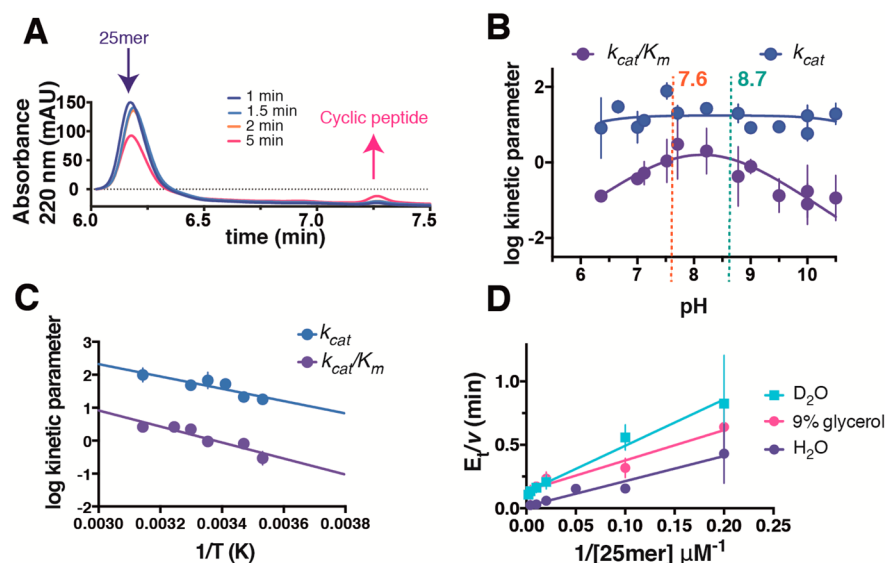 A
25mer
Absorbance
220 nm (mAU)
150
100
50
0
1 min
1.5 min
2 min
5 min
Cyclic peptide
6.0
6.5
7.0
7.5
time (min)
B
kcat/Km
kcat
7.6
8.7
log kinetic parameter
2
0
-2
6
7
8
9
10
pH
C
log kinetic parameter
3
2
1
0
-1
-2
kcat
kcat/Km
0.0030
0.0032
0.0034
0.0036
0.0038
1/T (K)
D
Et/v (min)
1.0
0.5
0.0
D2O
9% glycerol
H2O
0.00
0.05
0.10
0.15
0.20
0.25
1/[25mer] μM-1